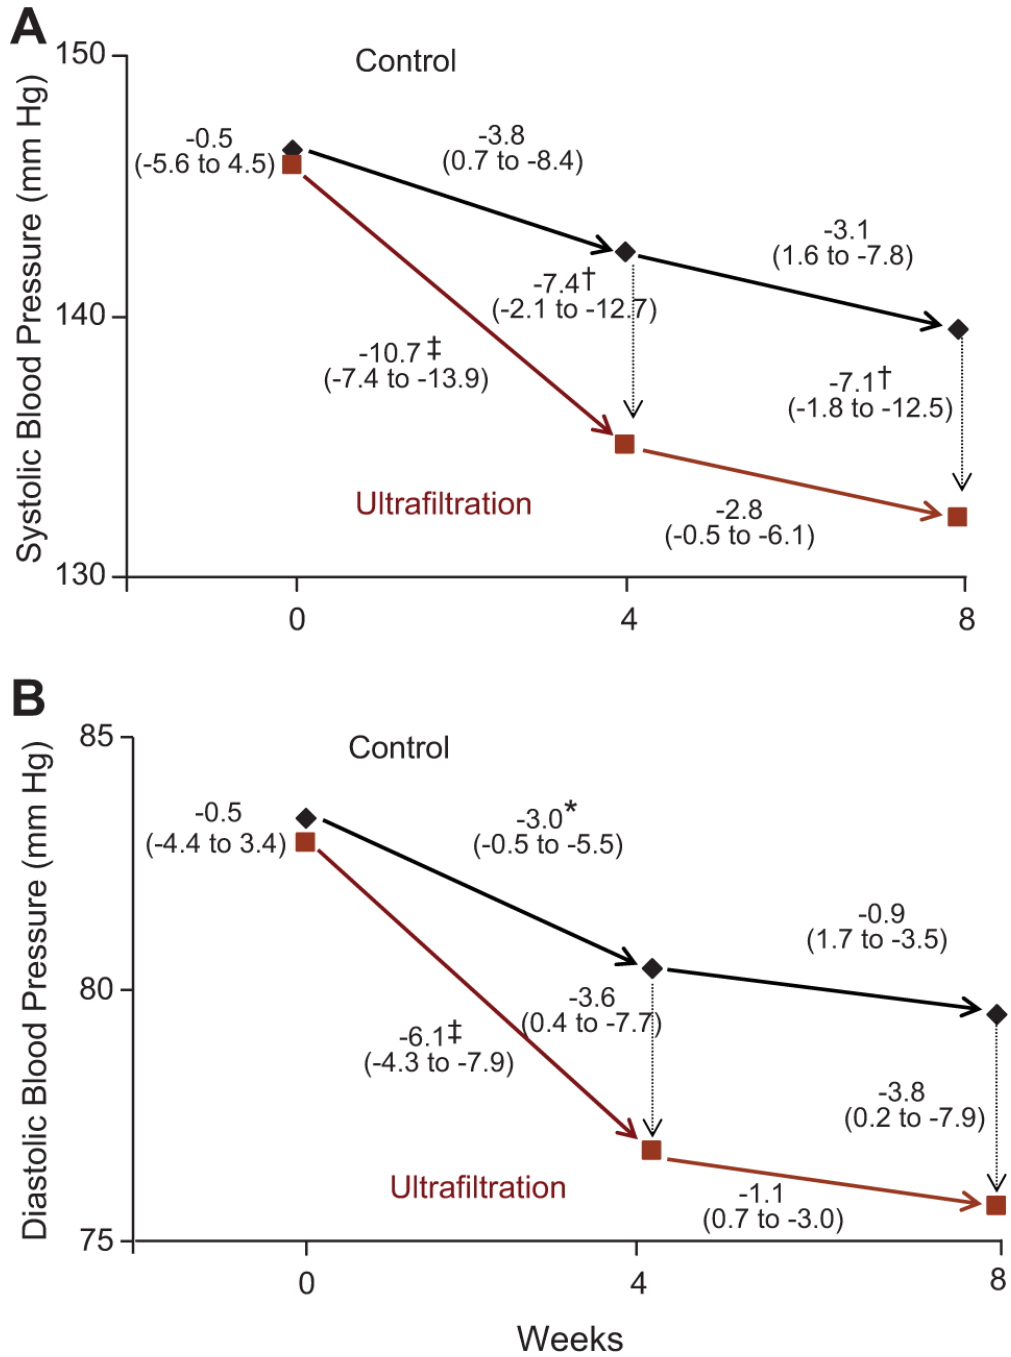 A
150
Control
Systolic Blood Pressure (mm Hg)
-0.5
(-5.6 to 4.5)
-3.8
(0.7 to -8.4)
-3.1
(1.6 to -7.8)
-7.4†
(-2.1 to -12.7)
140
-10.7‡
(-7.4 to -13.9)
-7.1†
(-1.8 to -12.5)
Ultrafiltration
-2.8
(-0.5 to -6.1)
130
0 4 8
B
85
Control
Diastolic Blood Pressure (mm Hg)
-0.5
(-4.4 to 3.4)
-3.0*
(-0.5 to -5.5)
-0.9
(1.7 to -3.5)
80
-3.6
(0.4 to -7.7)
-6.1‡
(-4.3 to -7.9)
-3.8
(0.2 to -7.9)
Ultrafiltration
-1.1
(0.7 to -3.0)
75
0 4 8
Weeks